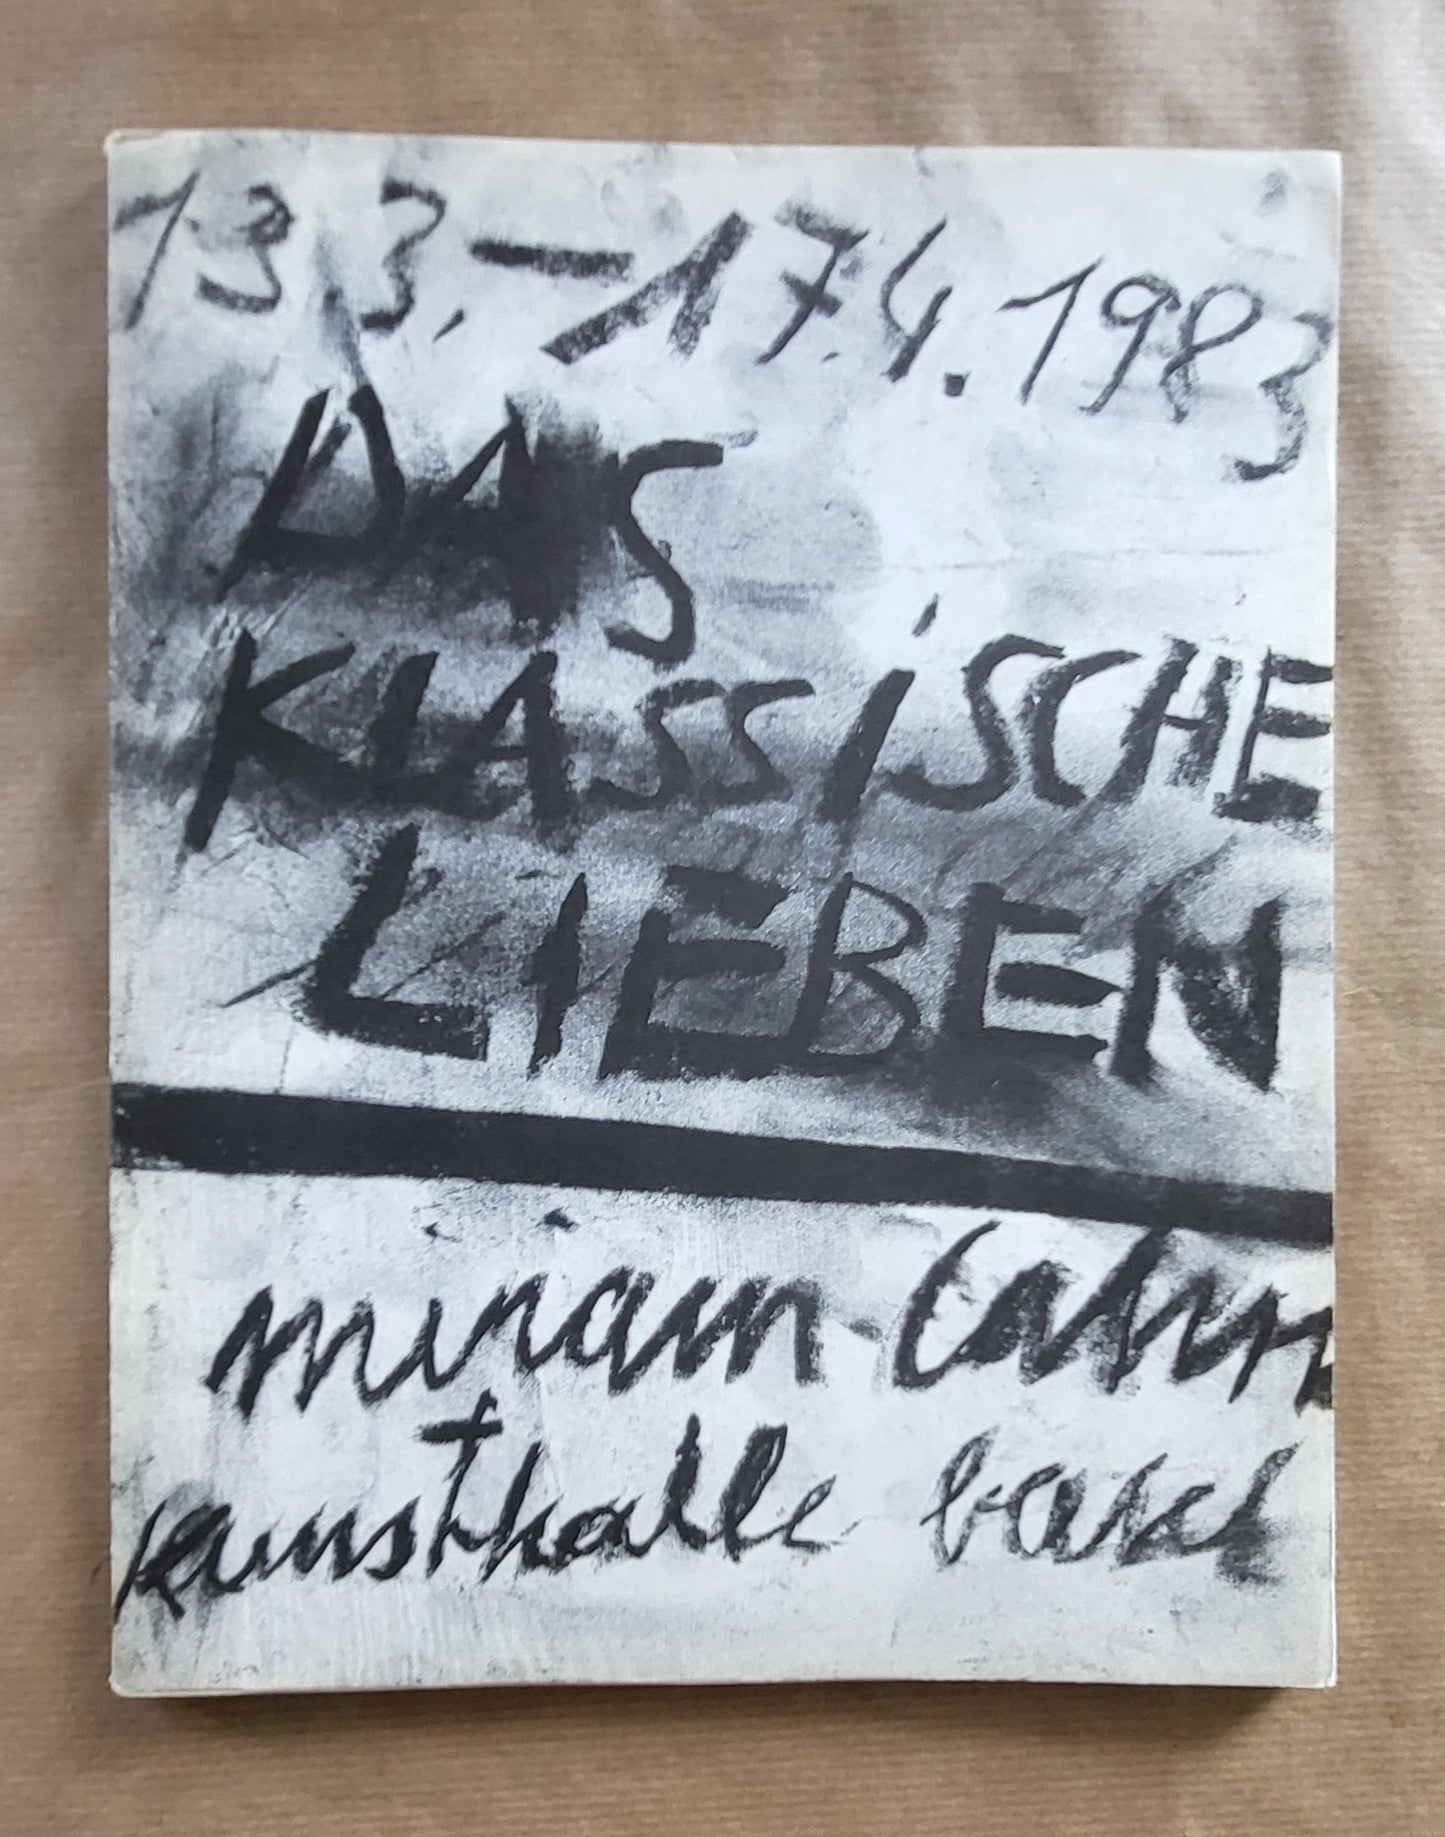 13.3.-17.4.1983
DAS
KLASSISCHE
LIEBEN
miriam Cahn
kunsthalle basel